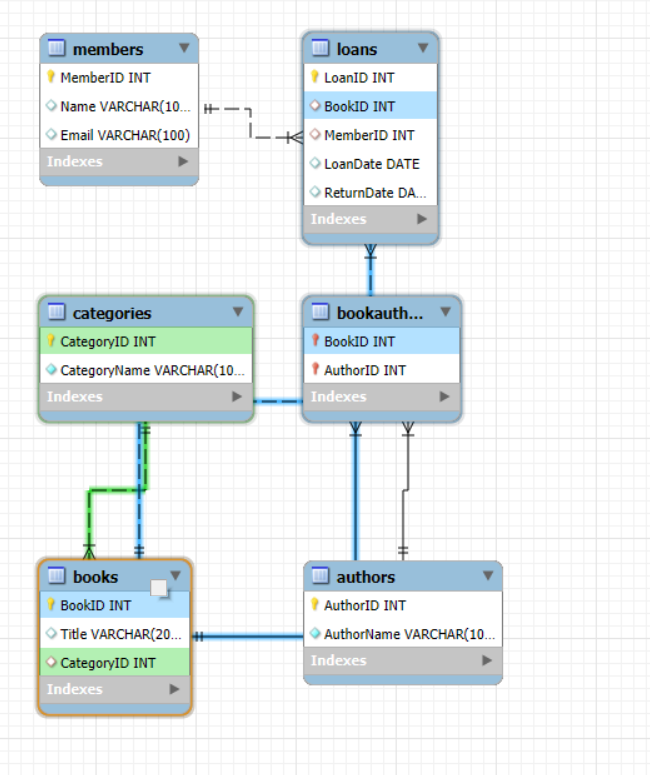 members
MemberID INT
Name VARCHAR(10...
Email VARCHAR(100)
Indexes
loans
LoanID INT
BookID INT
MemberID INT
LoanDate DATE
ReturnDate DA...
Indexes
categories
CategoryID INT
CategoryName VARCHAR(10...
Indexes
bookauth...
BookID INT
AuthorID INT
Indexes
books
BookID INT
Title VARCHAR(20...
CategoryID INT
Indexes
authors
AuthorID INT
AuthorName VARCHAR(10...
Indexes